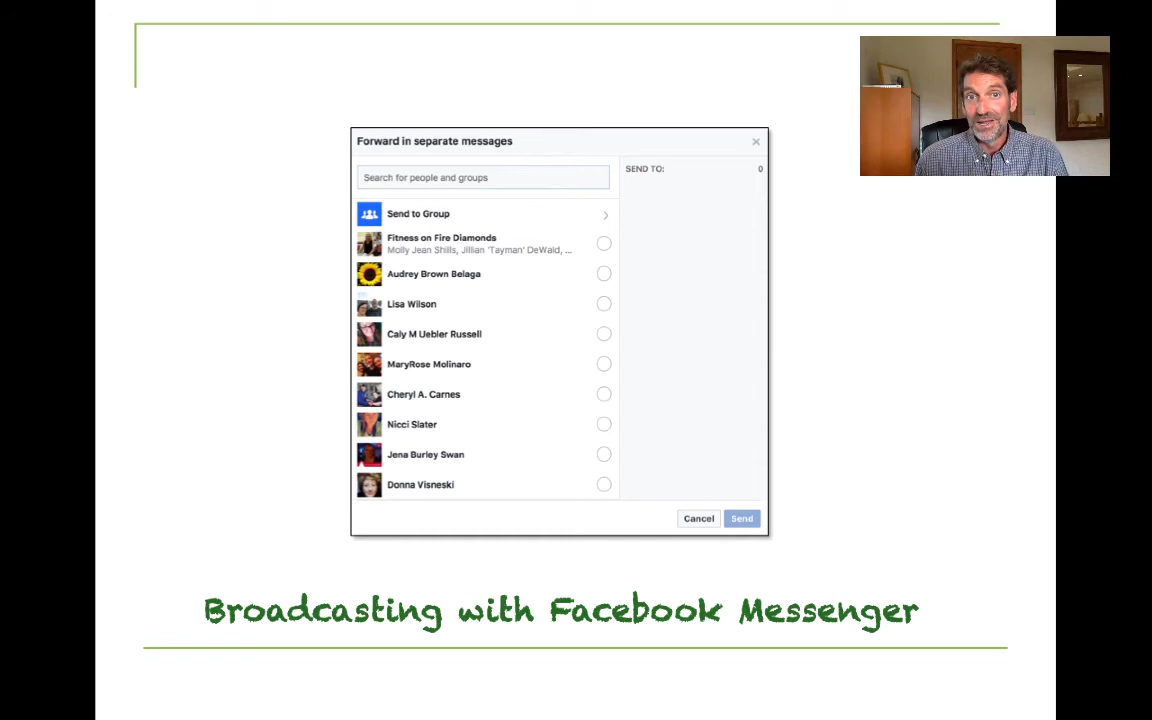 Forward in separate messages
Search for people and groups
SEND TO:
0
Send to Group
Fitness on Fire Diamonds
Molly Jean Shills, Jillian 'Tayman' DeWald, ...
Audrey Brown Belaga
Lisa Wilson
Caly M Uebler Russell
MaryRose Molinaro
Cheryl A. Carnes
Nicci Slater
Jena Burley Swan
Donna Visneski
Cancel
Send
Broadcasting with Facebook Messenger